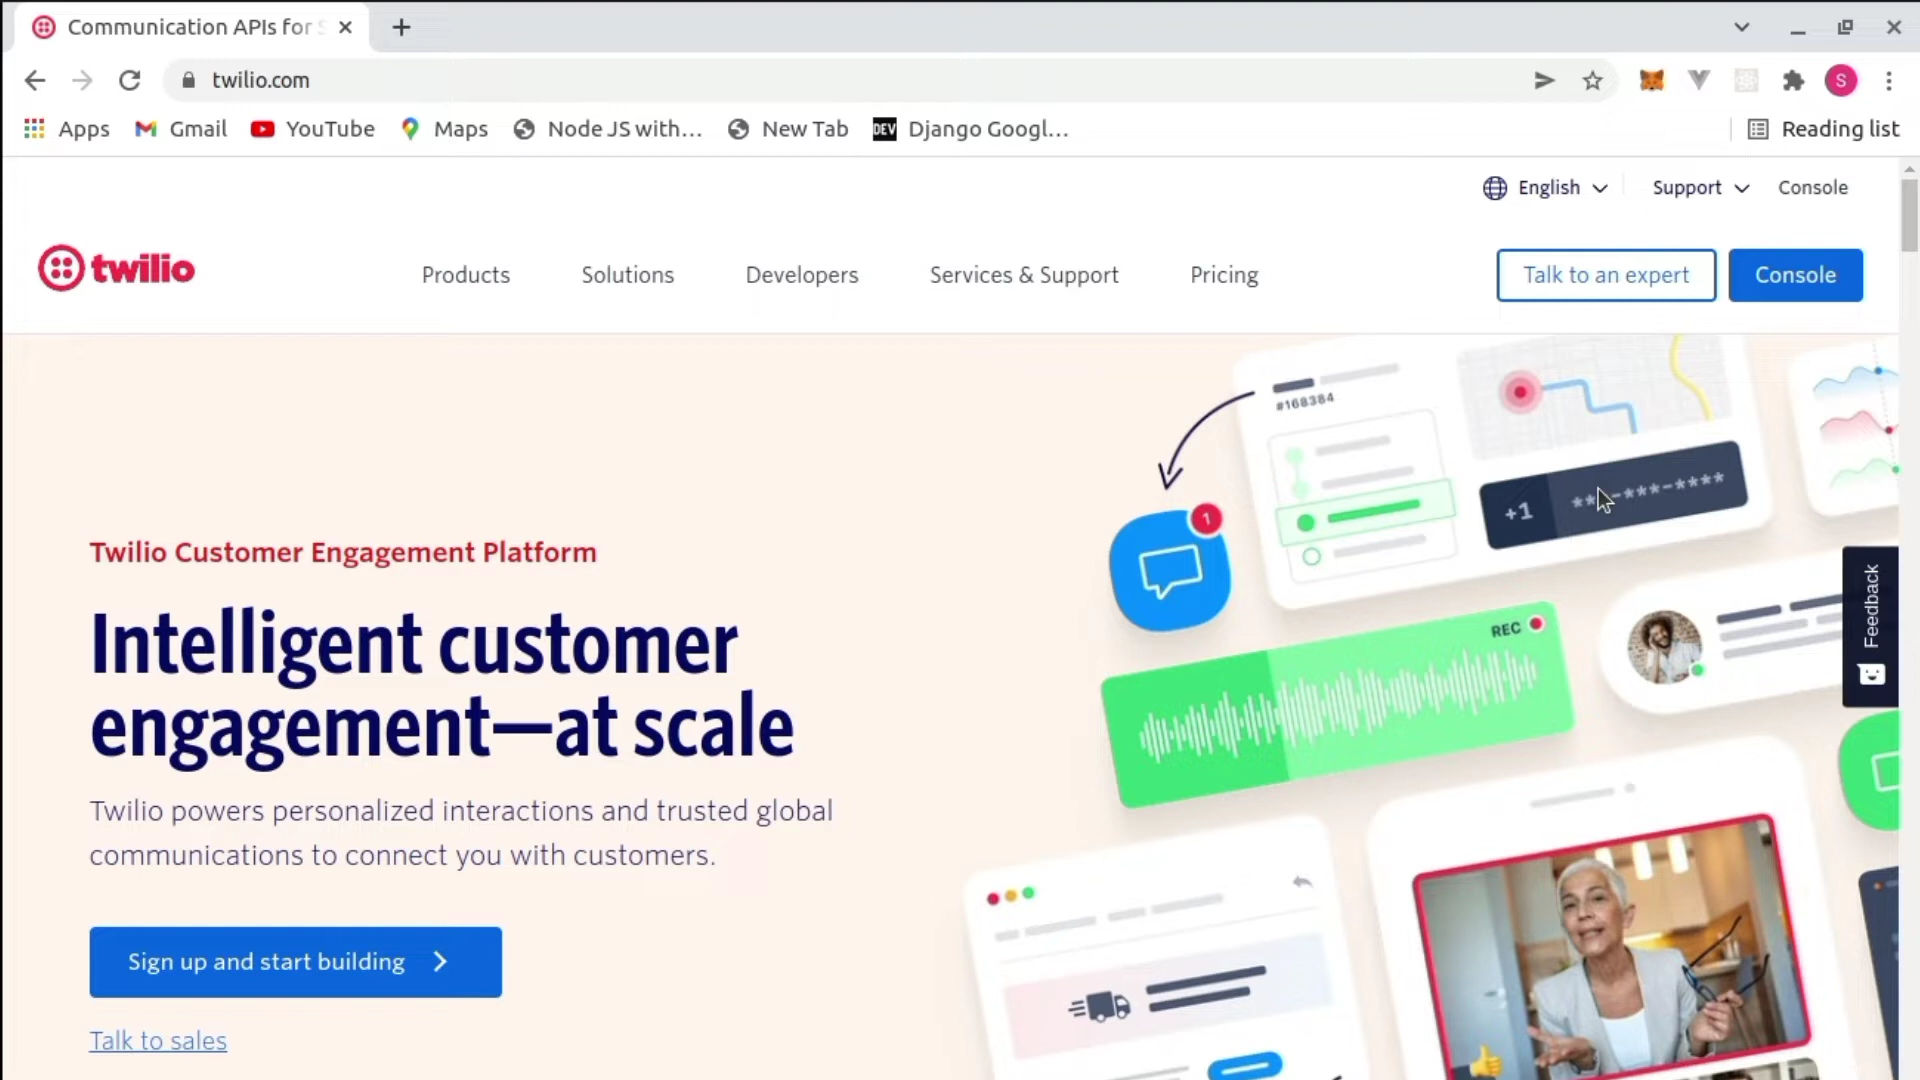 Communication APIs for S
twilio.com
S
Apps
Gmail
YouTube
Maps
Node JS with...
New Tab
DEV
Django Googl...
Reading list
English
Support
Console
twilio
Products
Solutions
Developers
Services & Support
Pricing
Talk to an expert
Console
#168384
+1 ***-***-****
1
REC
Feedback
Twilio Customer Engagement Platform
Intelligent customer
engagement—at scale
Twilio powers personalized interactions and trusted global
communications to connect you with customers.
Sign up and start building
Talk to sales